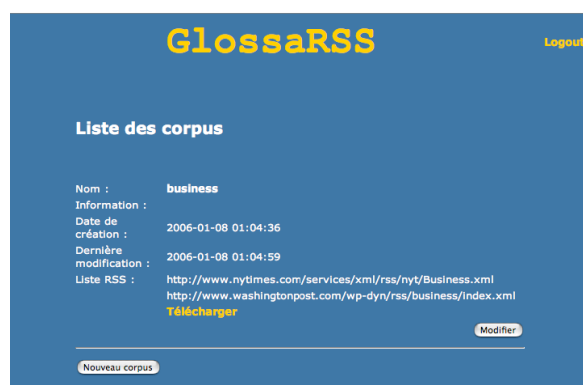 GlossaRSS
Logout
Liste des corpus
Nom : business
Information :
Date de
création : 2006-01-08 01:04:36
Dernière
modification : 2006-01-08 01:04:59
Liste RSS : http://www.nytimes.com/services/xml/rss/nyt/Business.xml
http://www.washingtonpost.com/wp-dyn/rss/business/index.xml
Télécharger
Modifier
Nouveau corpus